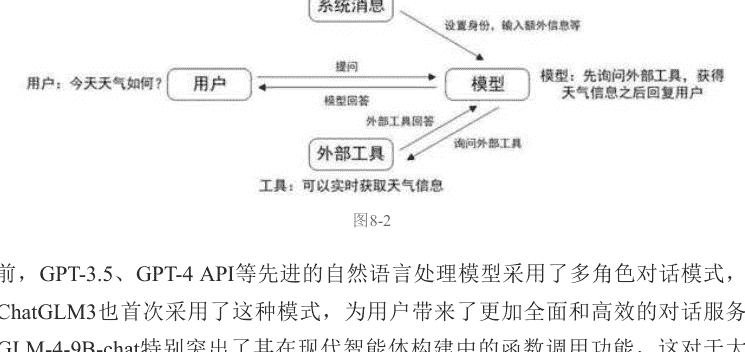 系统消息
设置身份，输入额外信息等
用户：今天天气如何？
用户
提问
模型回答
模型
模型：先询问外部工具，获得
天气信息之后回复用户
外部工具回答
询问外部工具
外部工具
工具：可以实时获取天气信息
图8-2
前，GPT-3.5、GPT-4 API等先进的自然语言处理模型采用了多角色对话模式，
ChatGLM3也首次采用了这种模式，为用户带来了更加全面和高效的对话服务
GLM-4-9B-chat特别突出了其在现代智能体构建中的函数调用功能，这对于大